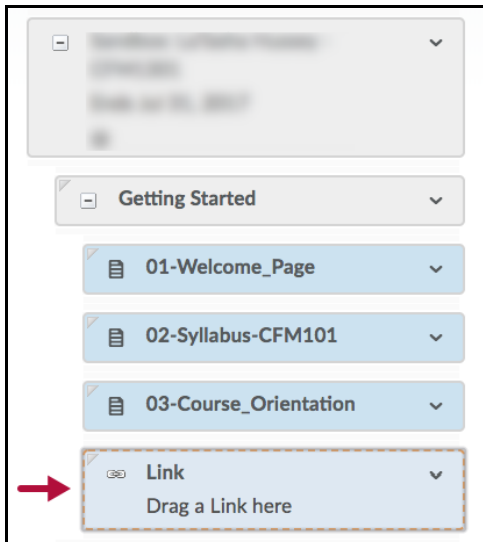 Getting Started
01-Welcome_Page
02-Syllabus-CFM101
03-Course_Orientation
Link
Drag a Link here